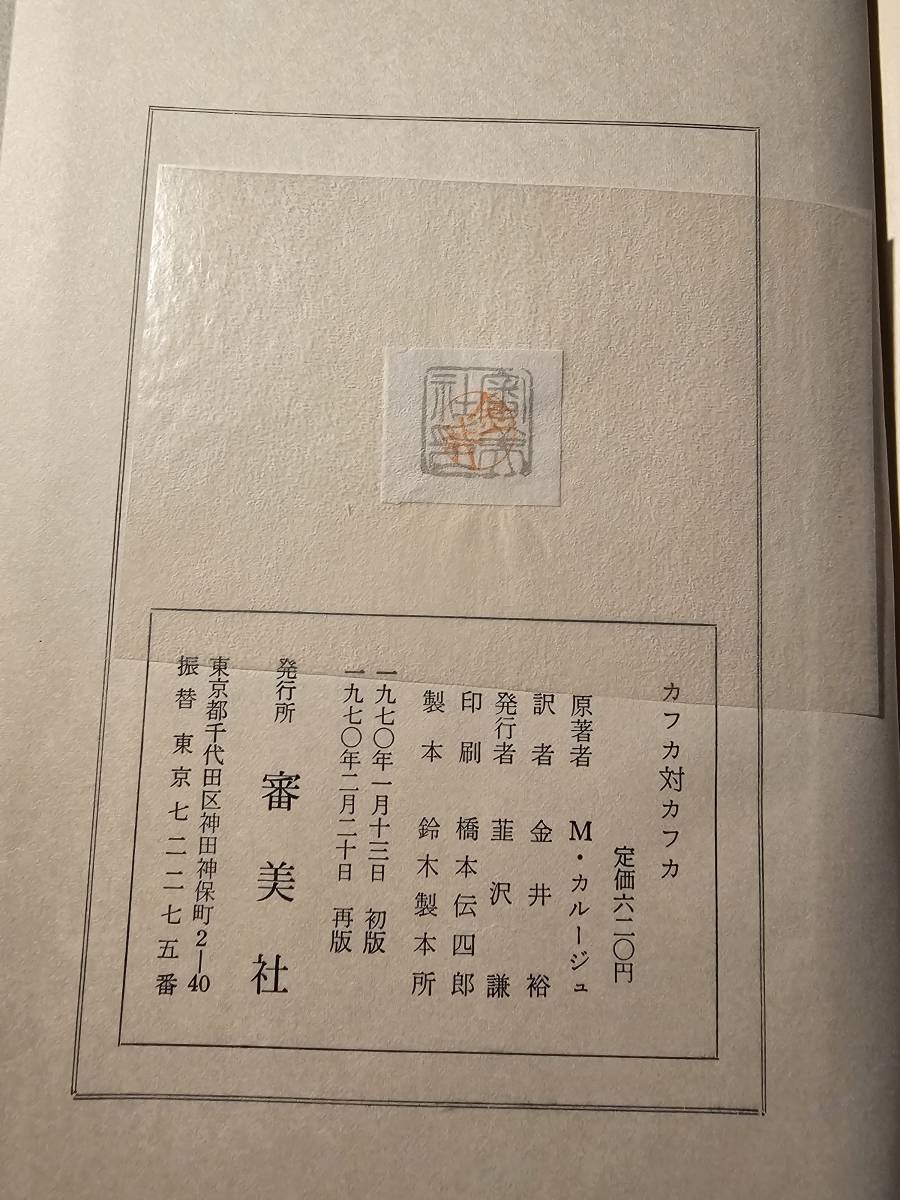 カフカ対カフカ
定価六二〇円
原著者 M・カルージュ
訳者 金井裕
発行者 韮沢謙
印刷 橋本伝四郎
製本 鈴木製本所
一九七〇年一月十三日 初版
一九七〇年二月二十日 再版
発行所 審美社
東京都千代田区神田神保町2—40
振替東京七二二七五番